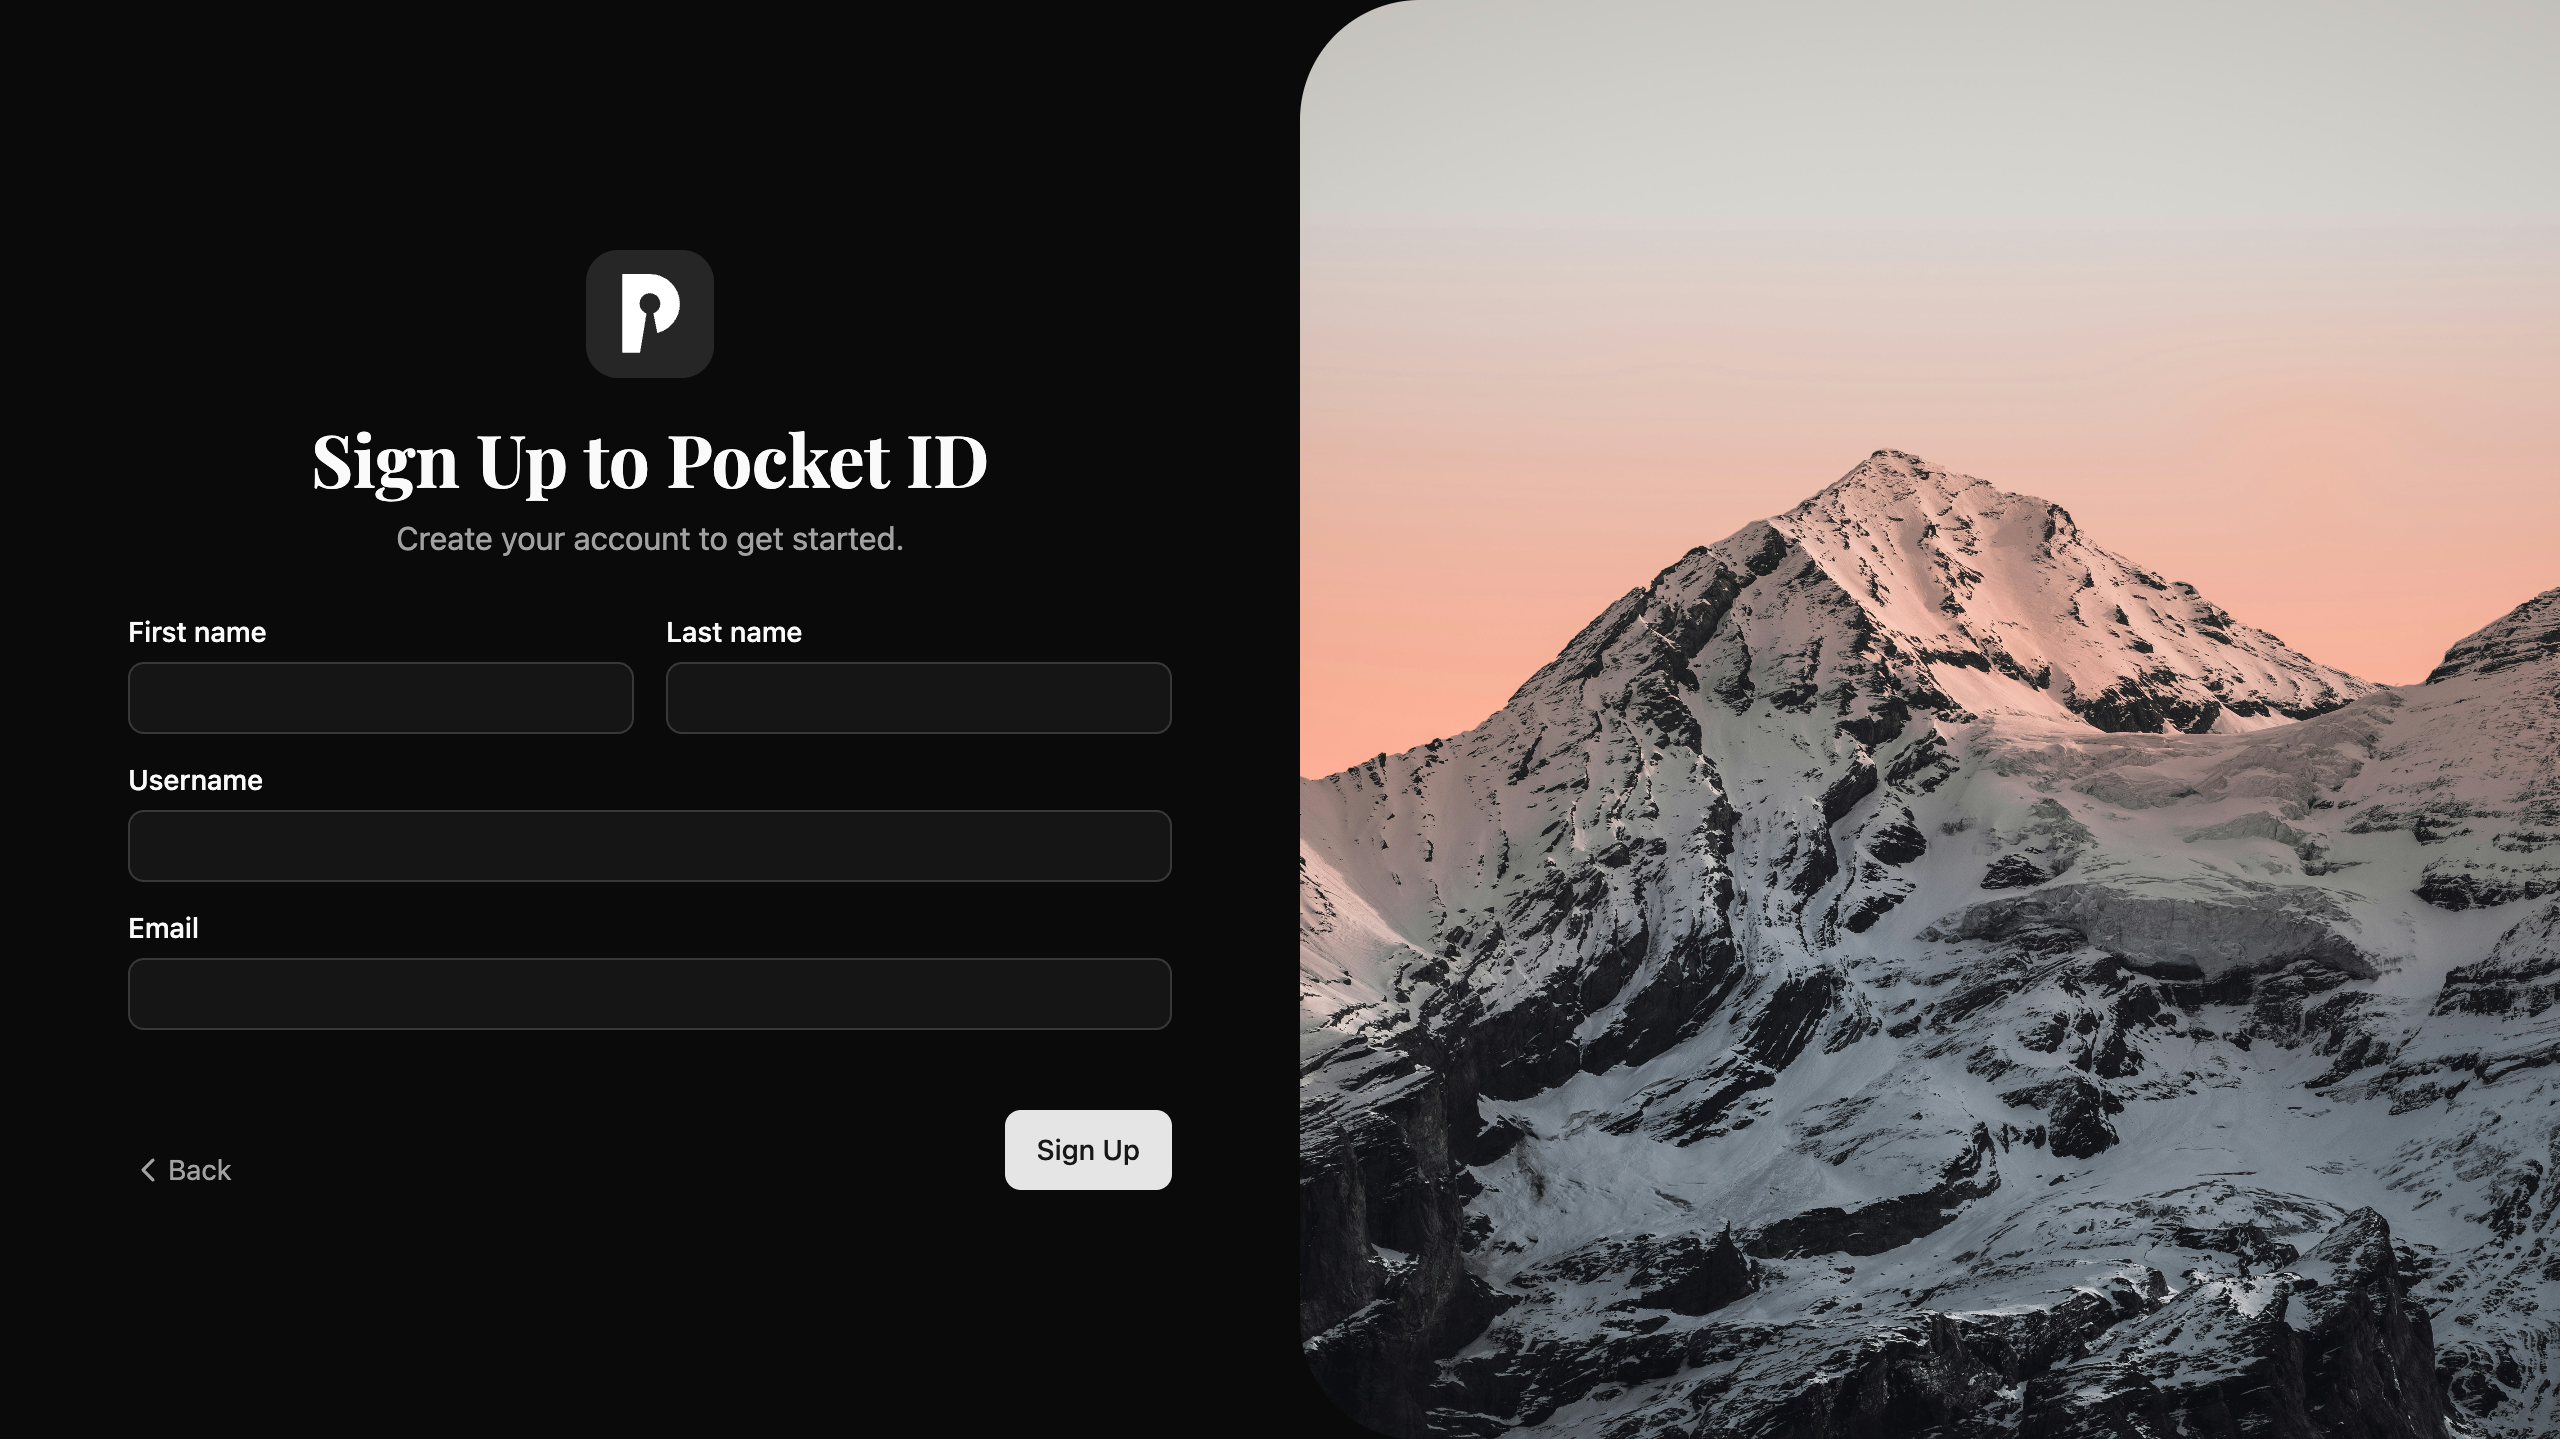 Sign Up to Pocket ID
Create your account to get started.
First name
Last name
Username
Email
Back
Sign Up